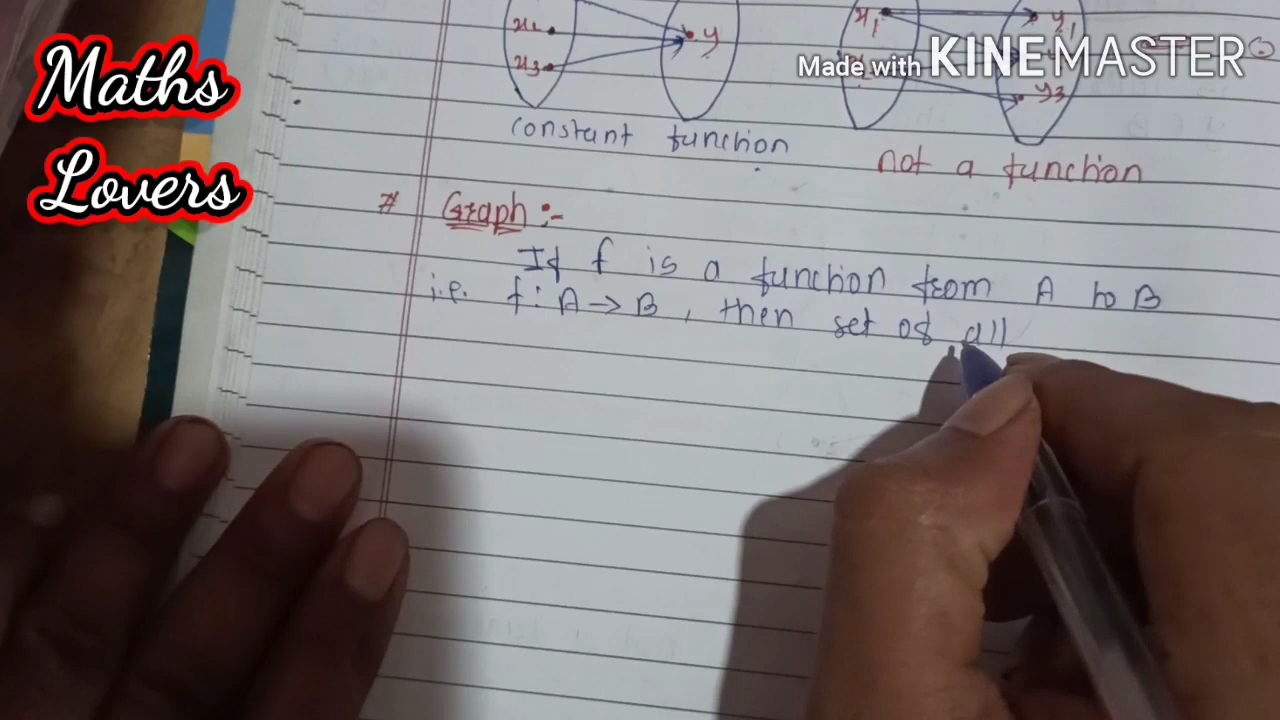 x2 y
x3
x1 y1
y3
Made with KINEMASTER
Maths
Lovers
constant function
not a function
# Graph :-
If f is a function from A to B
i.e. f : A → B , then set of all